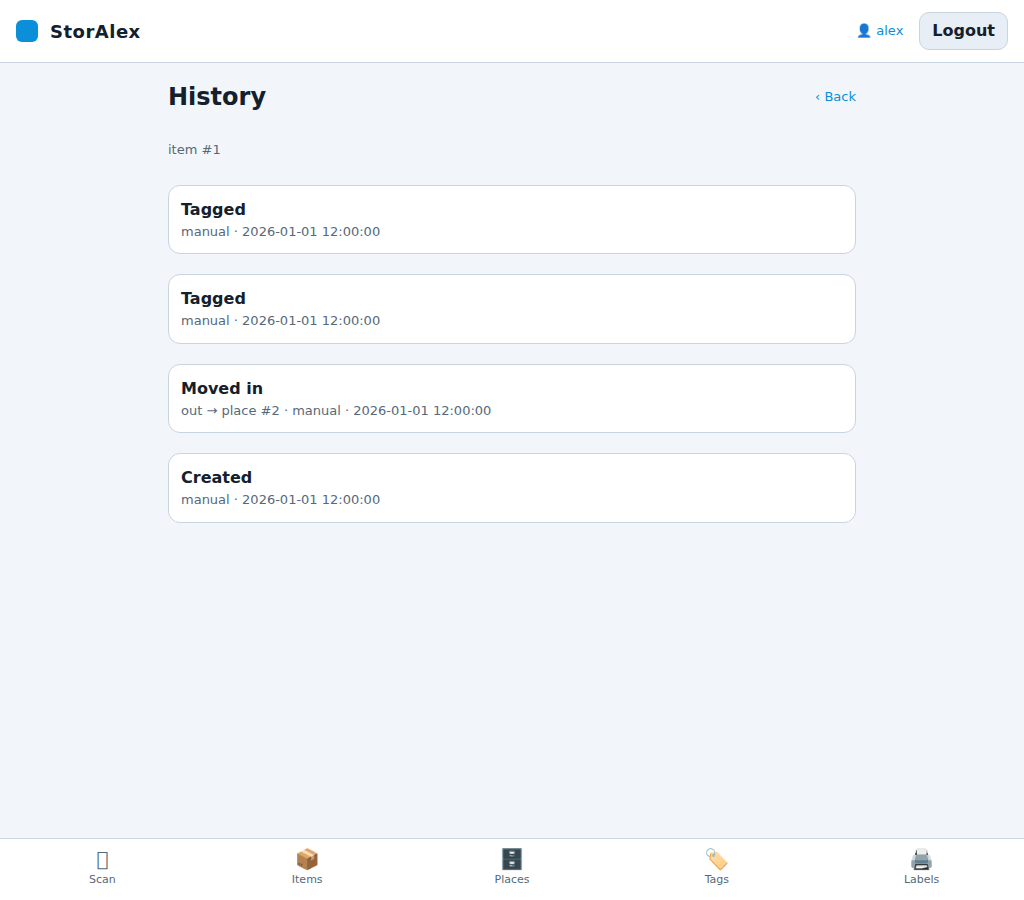 StorAlex
👤 alex
Logout
History
‹ Back
item #1
Tagged
manual · 2026-01-01 12:00:00
Tagged
manual · 2026-01-01 12:00:00
Moved in
out → place #2 · manual · 2026-01-01 12:00:00
Created
manual · 2026-01-01 12:00:00
Scan
Items
Places
Tags
Labels